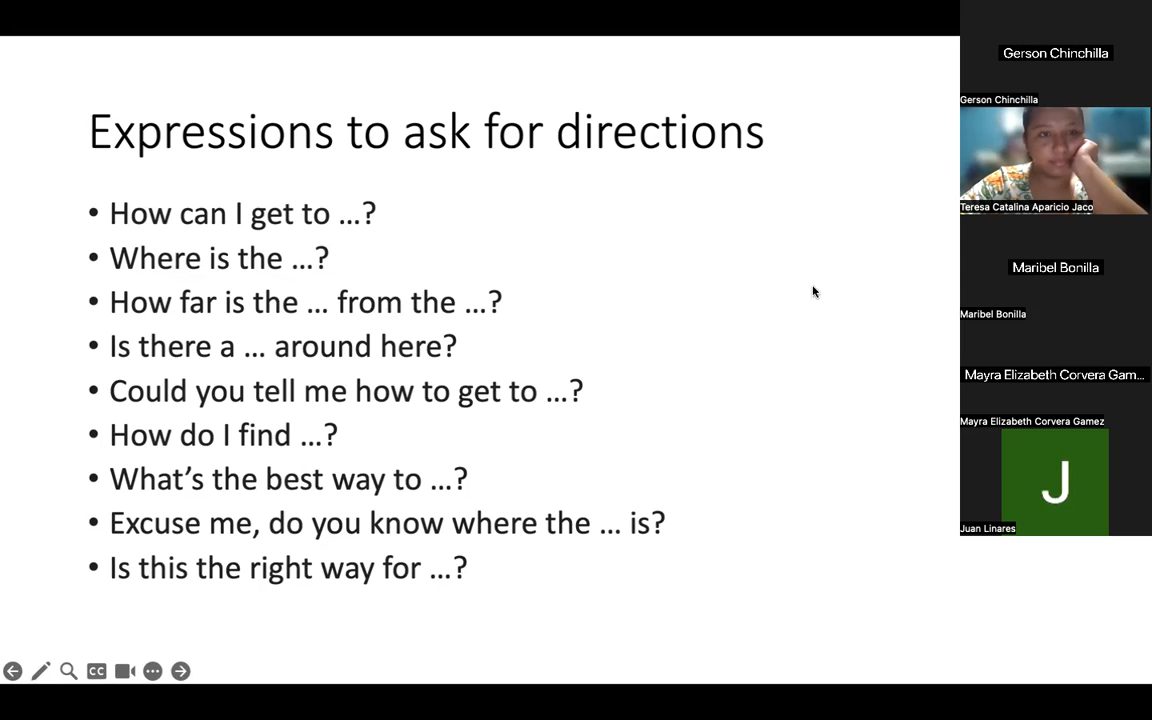 Expressions to ask for directions
• How can I get to …?
• Where is the …?
• How far is the … from the …?
• Is there a … around here?
• Could you tell me how to get to …?
• How do I find …?
• What’s the best way to …?
• Excuse me, do you know where the … is?
• Is this the right way for …?
CC
Gerson Chinchilla
Gerson Chinchilla
Teresa Catalina Aparicio Jaco
Maribel Bonilla
Maribel Bonilla
Mayra Elizabeth Corvera Gam...
Mayra Elizabeth Corvera Gamez
J
Juan Linares